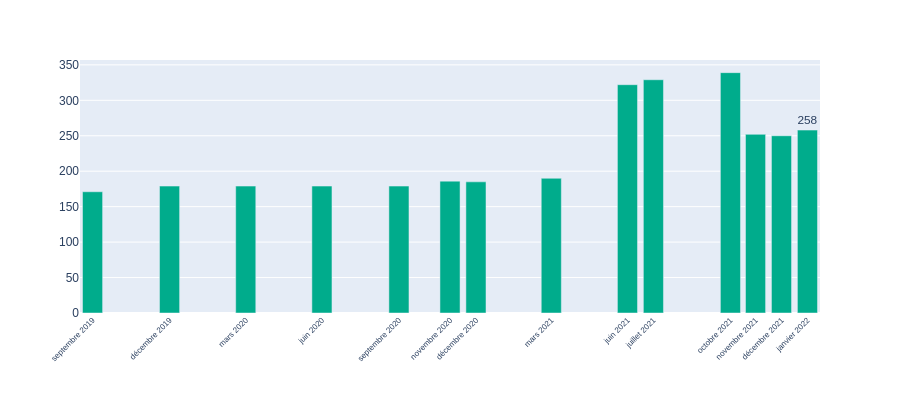 350
300
250
200
150
100
50
0
258
septembre 2019
décembre 2019
mars 2020
juin 2020
septembre 2020
novembre 2020
décembre 2020
mars 2021
juin 2021
juillet 2021
octobre 2021
novembre 2021
décembre 2021
janvier 2022